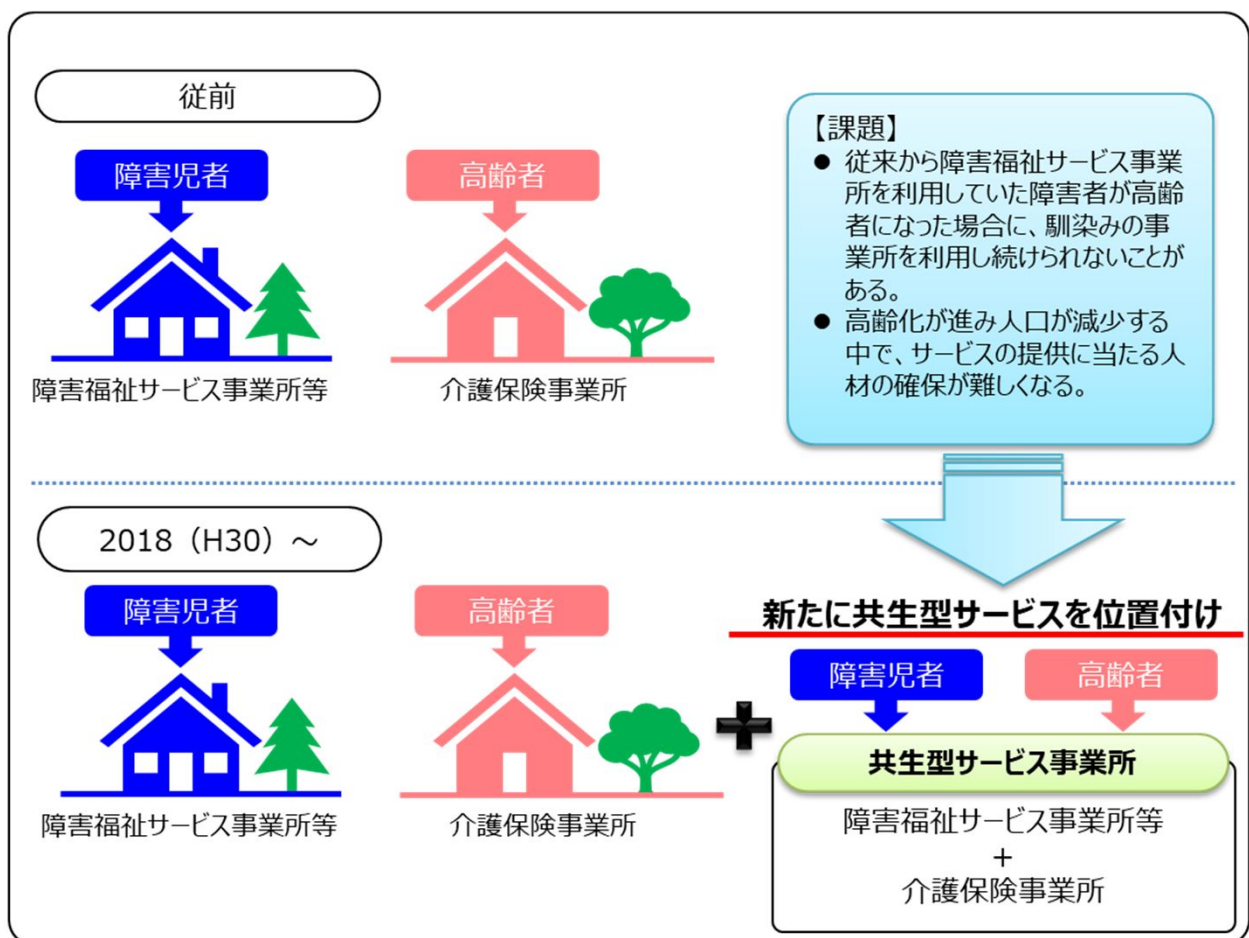 従前
障害児者
高齢者
障害福祉サービス事業所等
介護保険事業所
【課題】
● 従来から障害福祉サービス事業
所を利用していた障害者が高齢
者になった場合に、馴染みの事
業所を利用し続けられないことが
ある。
● 高齢化が進み人口が減少する
中で、サービスの提供に当たる人
材の確保が難しくなる。
2018（H30）～
障害児者
高齢者
障害福祉サービス事業所等
介護保険事業所
新たに共生型サービスを位置付け
障害児者
高齢者
共生型サービス事業所
障害福祉サービス事業所等
+
介護保険事業所